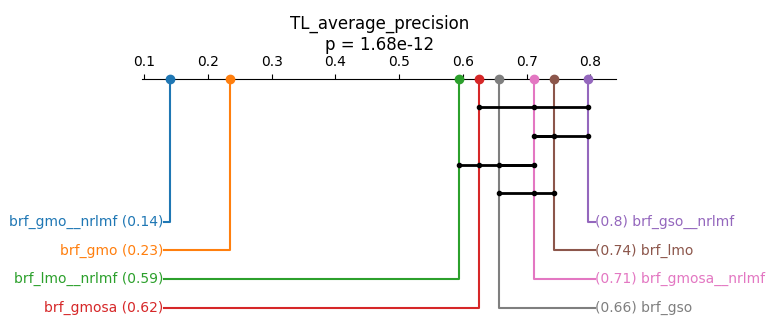 TL_average_precision
p = 1.68e-12
0.1 0.2 0.3 0.4 0.5 0.6 0.7 0.8
brf_gmo__nrlmf (0.14) (0.8) brf_gso__nrlmf
brf_gmo (0.23) (0.74) brf_lmo
brf_lmo__nrlmf (0.59) (0.71) brf_gmosa__nrlmf
brf_gmosa (0.62) (0.66) brf_gso